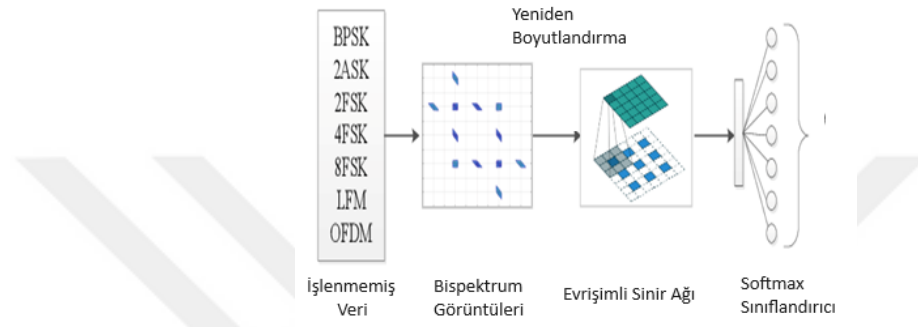 Yeniden
Boyutlandırma
BPSK
2ASK
2FSK
4FSK
8FSK
LFM
OFDM
İşlenmemiş
Veri
Bispektrum
Görüntüleri
Evrişimli Sinir Ağı
Softmax
Sınıflandırıcı